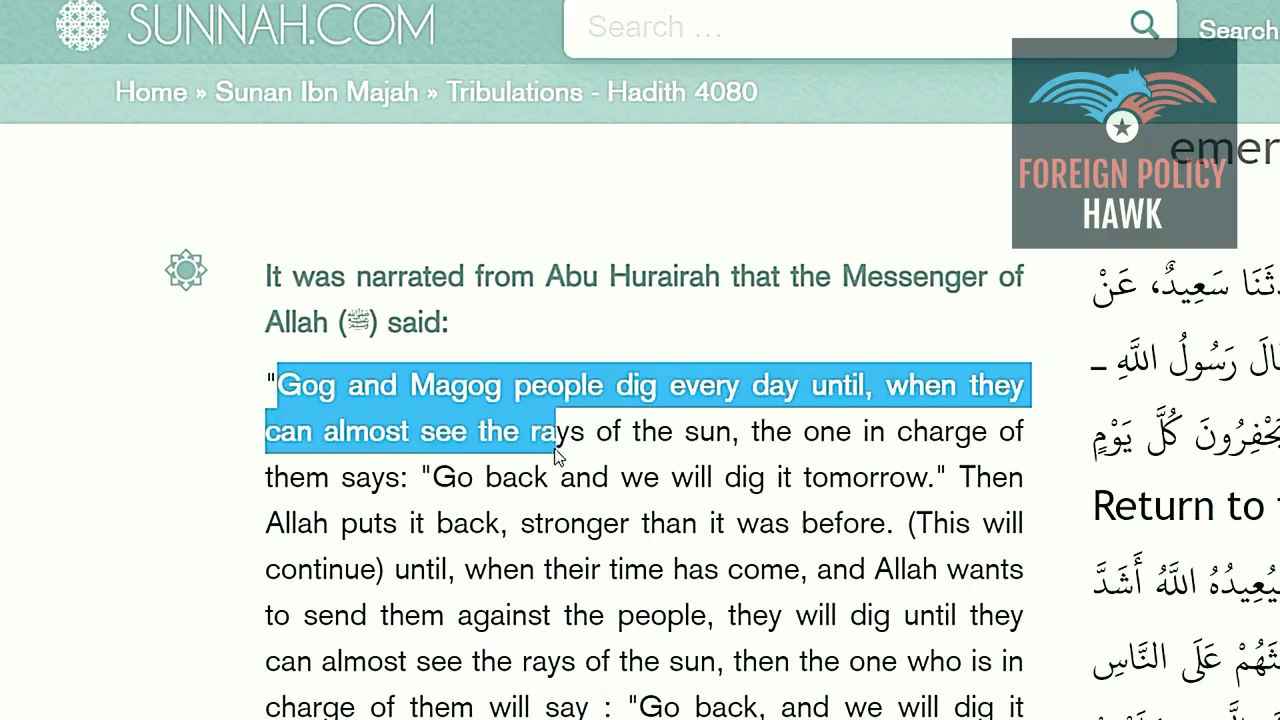 SUNNAH.COM
Search ...
Search
Home » Sunan Ibn Majah » Tribulations - Hadith 4080
emer
FOREIGN POLICY
HAWK
It was narrated from Abu Hurairah that the Messenger of
Allah (ﷺ) said:
"Gog and Magog people dig every day until, when they
can almost see the rays of the sun, the one in charge of
them says: "Go back and we will dig it tomorrow." Then
Allah puts it back, stronger than it was before. (This will
continue) until, when their time has come, and Allah wants
to send them against the people, they will dig until they
can almost see the rays of the sun, then the one who is in
charge of them will say : "Go back, and we will dig it
سَعِيدٌ، عَنْ
رَسُولُ اللَّهِ ـ
كُلَّ يَوْمٍ
Return to
اللَّهُ أَشَدَّ
عَلَى النَّاسِ